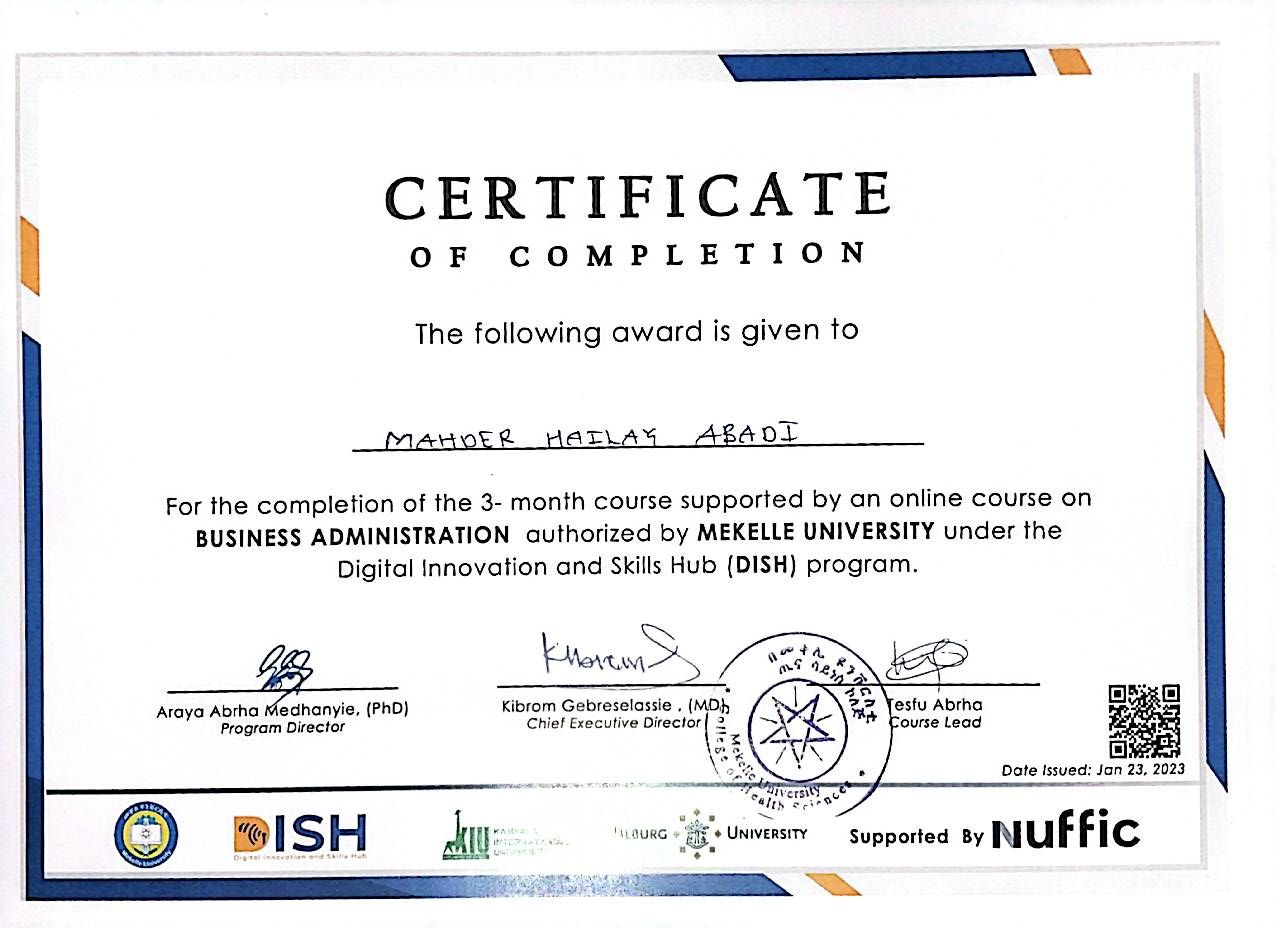 CERTIFICATE
OF COMPLETION
The following award is given to
MAHDER HAILAY ABADI
For the completion of the 3- month course supported by an online course on
BUSINESS ADMINISTRATION authorized by MEKELLE UNIVERSITY under the
Digital Innovation and Skills Hub (DISH) program.
Araya Abrha Medhanyie, (PhD)
Program Director
Kibrom Gebreselassie , (MD)
Chief Executive Director
Tesfu Abrha
Course Lead
Mekelle University
College of Health Sciences
Date Issued: Jan 23, 2023
Mekelle University
DISH
Digital Innovation and Skills Hub
KIU
TILBURG UNIVERSITY
Supported By Nuffic